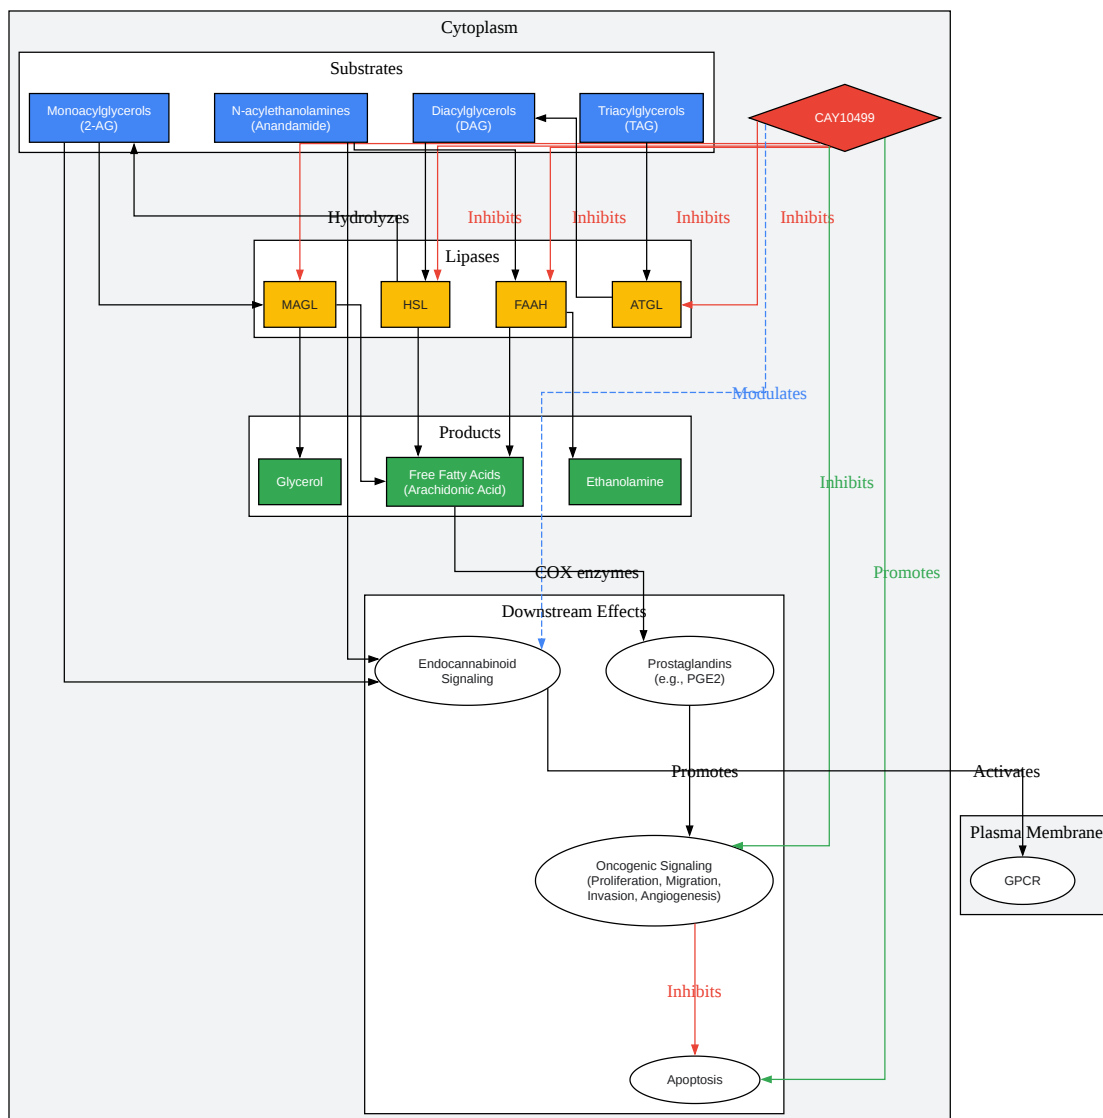 Cytoplasm
Substrates
Monoacylglycerols
(2-AG)
N-acylethanolamines
(Anandamide)
Diacylglycerols
(DAG)
Triacylglycerols
(TAG)
CAY10499
Hydrolyzes
Inhibits
Inhibits
Inhibits
Inhibits
Lipases
MAGL
HSL
FAAH
ATGL
Modulates
Products
Glycerol
Free Fatty Acids
(Arachidonic Acid)
Ethanolamine
Inhibits
COX enzymes
Promotes
Downstream Effects
Endocannabinoid
Signaling
Prostaglandins
(e.g., PGE2)
Promotes
Activates
Plasma Membrane
GPCR
Oncogenic Signaling
(Proliferation, Migration,
Invasion, Angiogenesis)
Inhibits
Apoptosis